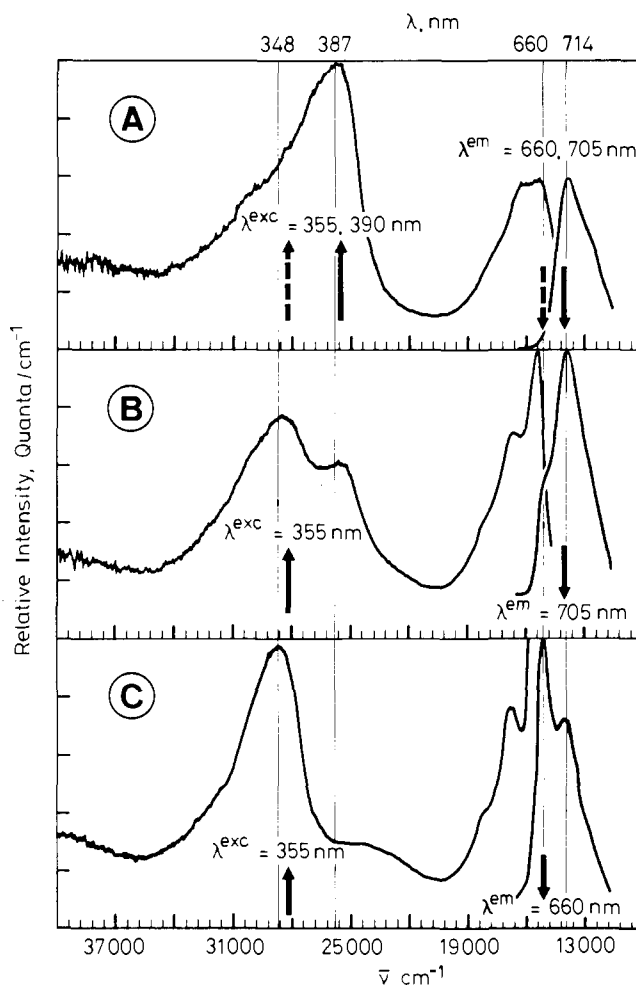 λ, nm
348 387 660 714
A
λᵉᵐ = 660, 705 nm
λᵉˣᶜ = 355, 390 nm
B
λᵉˣᶜ = 355 nm
λᵉᵐ = 705 nm
C
λᵉˣᶜ = 355 nm
λᵉᵐ = 660 nm
Relative Intensity, Quanta/cm⁻¹
37000 31000 25000 19000 13000
ν̅ cm⁻¹